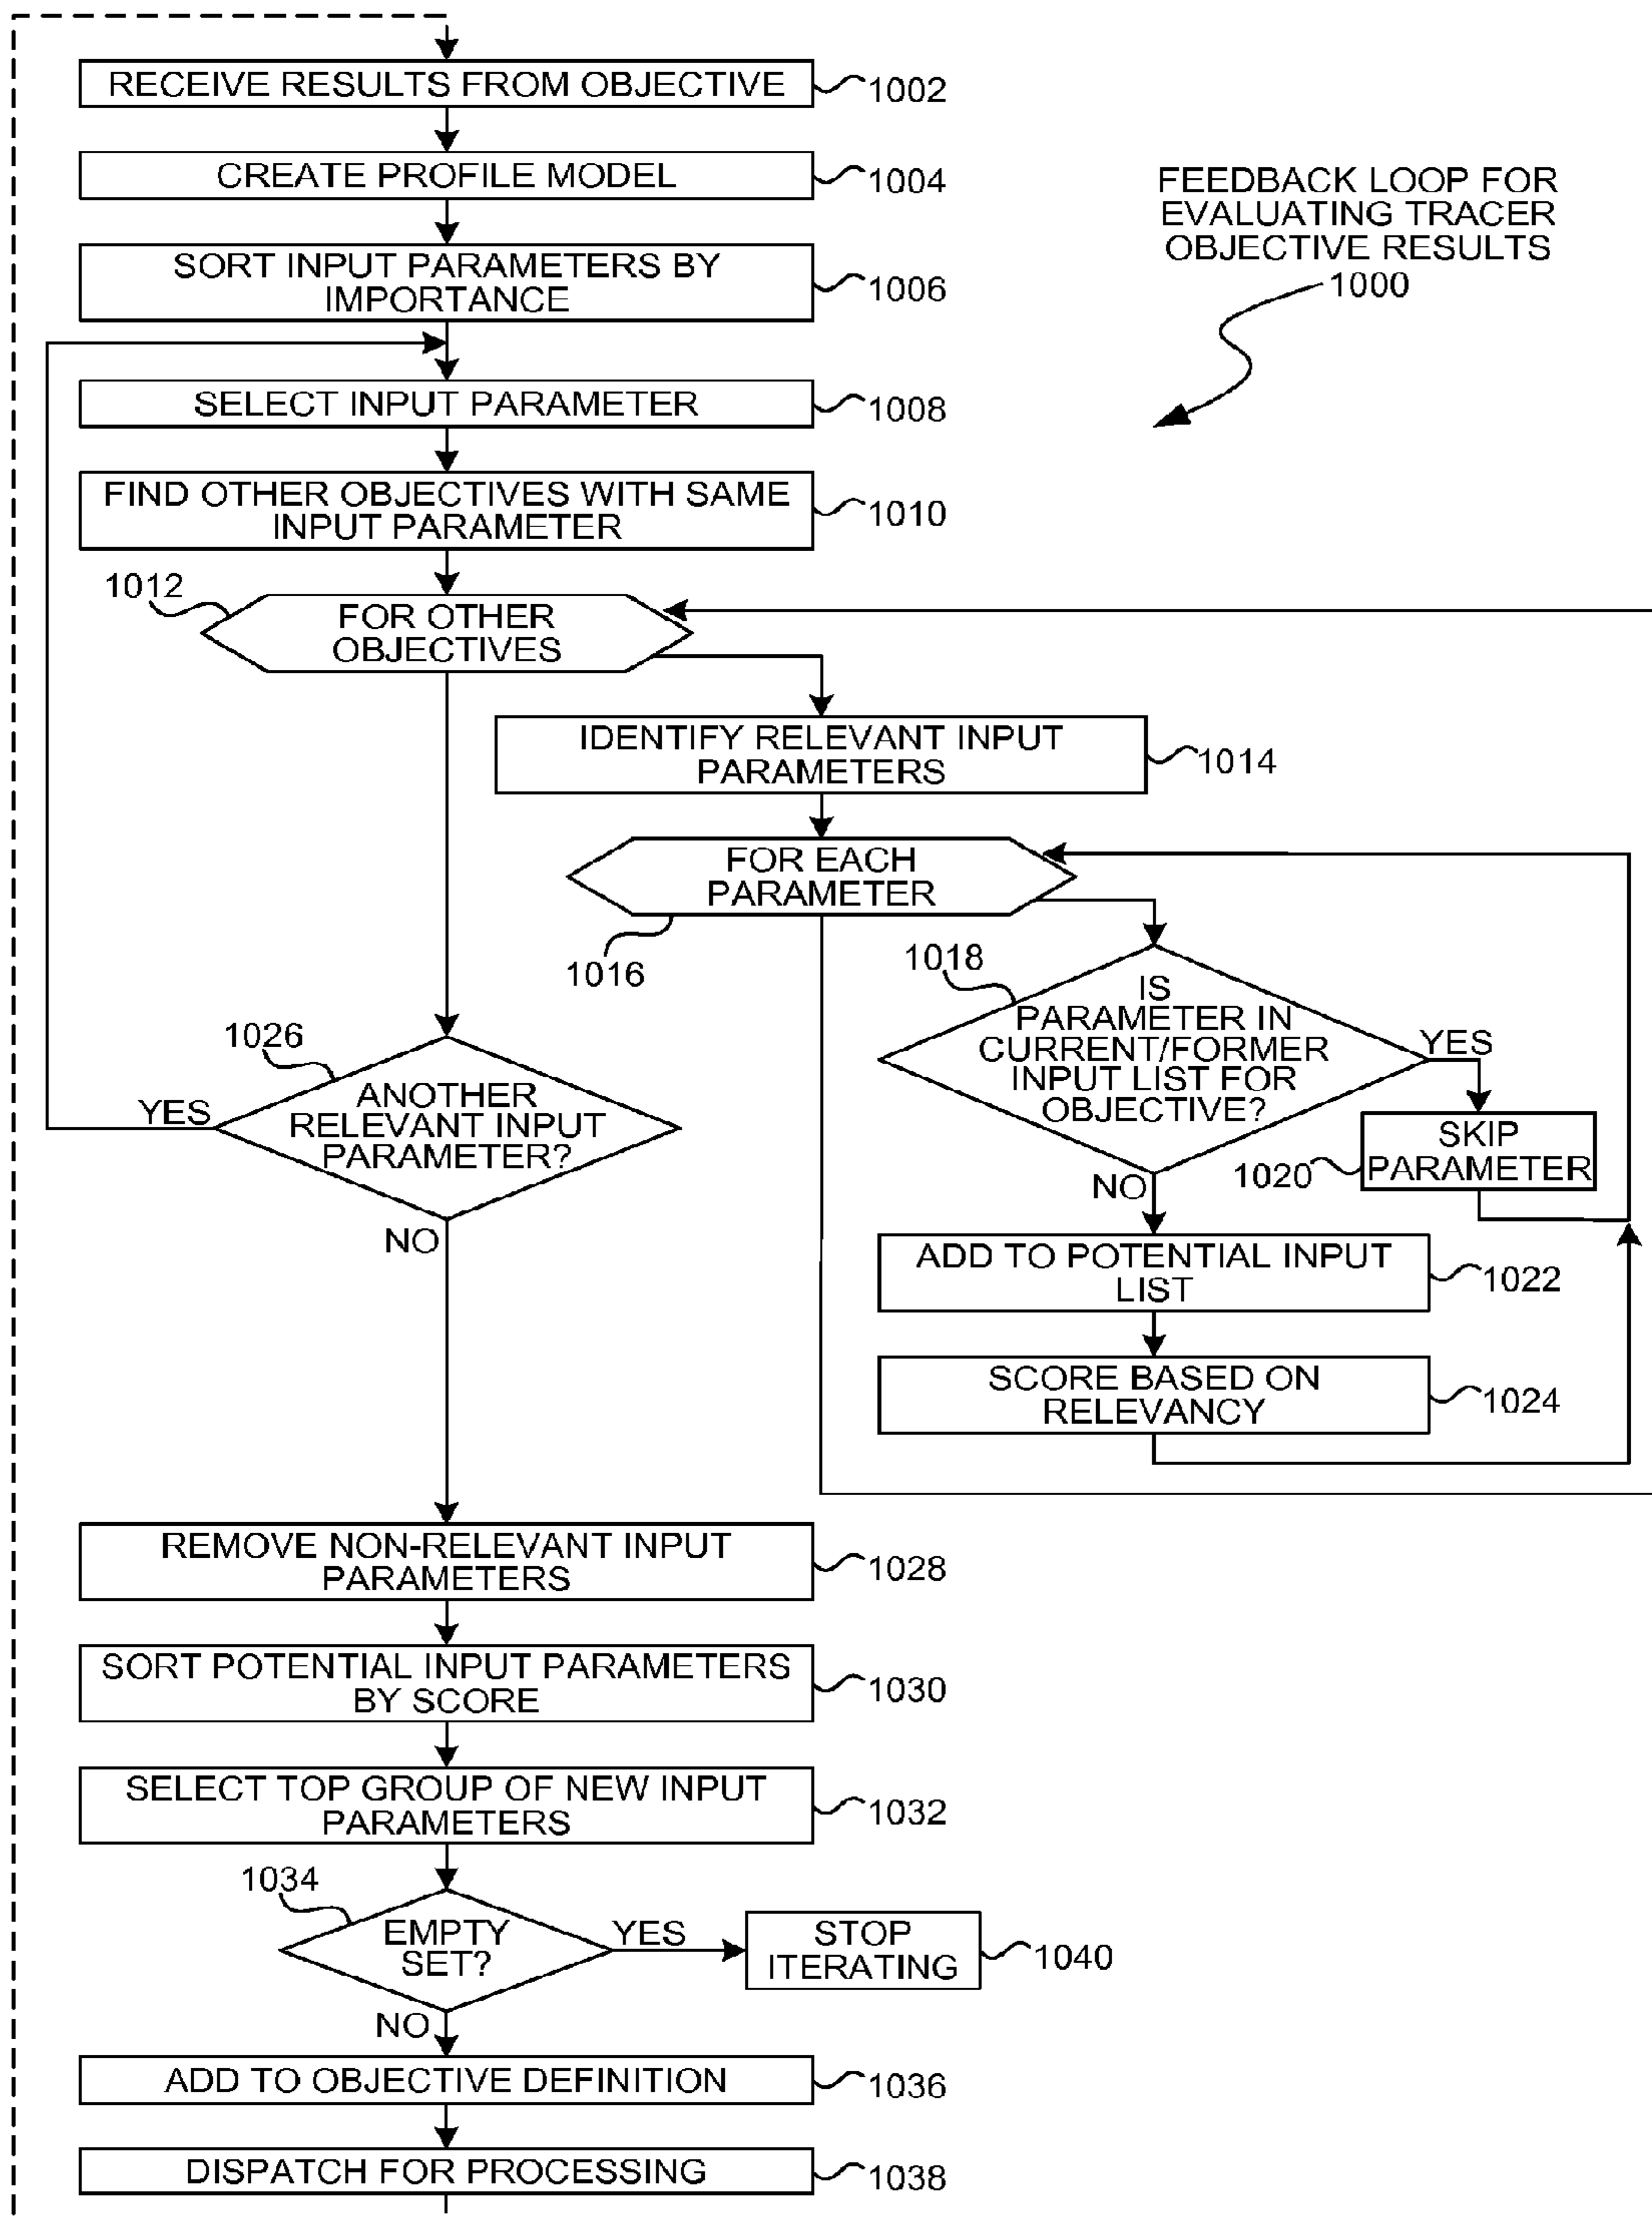 RECEIVE RESULTS FROM OBJECTIVE
1002
CREATE PROFILE MODEL
1004
FEEDBACK LOOP FOR
EVALUATING TRACER
OBJECTIVE RESULTS
1000
SORT INPUT PARAMETERS BY
IMPORTANCE
1006
SELECT INPUT PARAMETER
1008
FIND OTHER OBJECTIVES WITH SAME
INPUT PARAMETER
1010
1012
FOR OTHER
OBJECTIVES
IDENTIFY RELEVANT INPUT
PARAMETERS
1014
FOR EACH
PARAMETER
1016
1018
IS
PARAMETER IN
CURRENT/FORMER
INPUT LIST FOR
OBJECTIVE?
YES
SKIP
PARAMETER
1020
NO
ADD TO POTENTIAL INPUT
LIST
1022
SCORE BASED ON
RELEVANCY
1024
1026
ANOTHER
RELEVANT INPUT
PARAMETER?
YES
NO
REMOVE NON-RELEVANT INPUT
PARAMETERS
1028
SORT POTENTIAL INPUT PARAMETERS
BY SCORE
1030
SELECT TOP GROUP OF NEW INPUT
PARAMETERS
1032
1034
EMPTY
SET?
YES
STOP
ITERATING
1040
NO
ADD TO OBJECTIVE DEFINITION
1036
DISPATCH FOR PROCESSING
1038